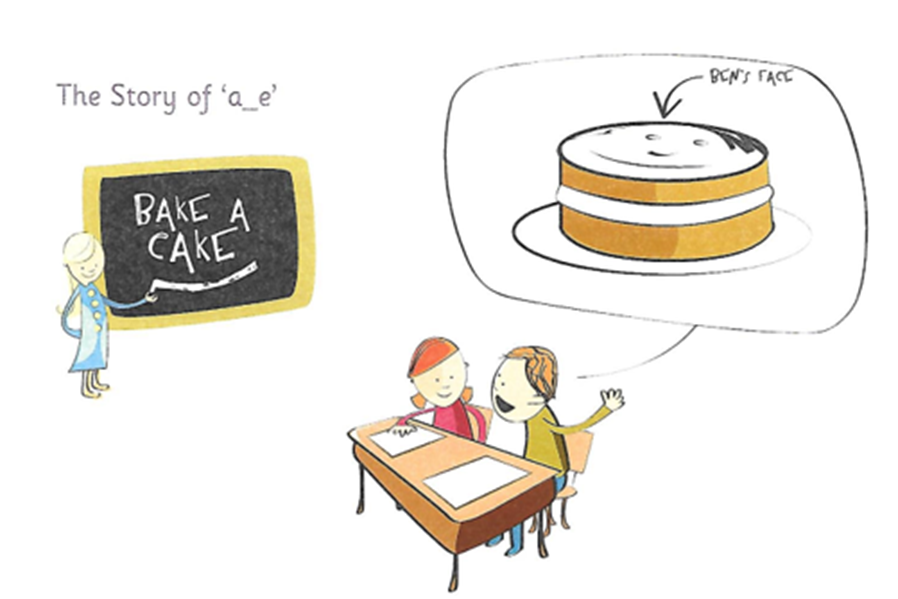 The Story of ‘a_e’
BEN'S FACE
BAKE A
CAKE